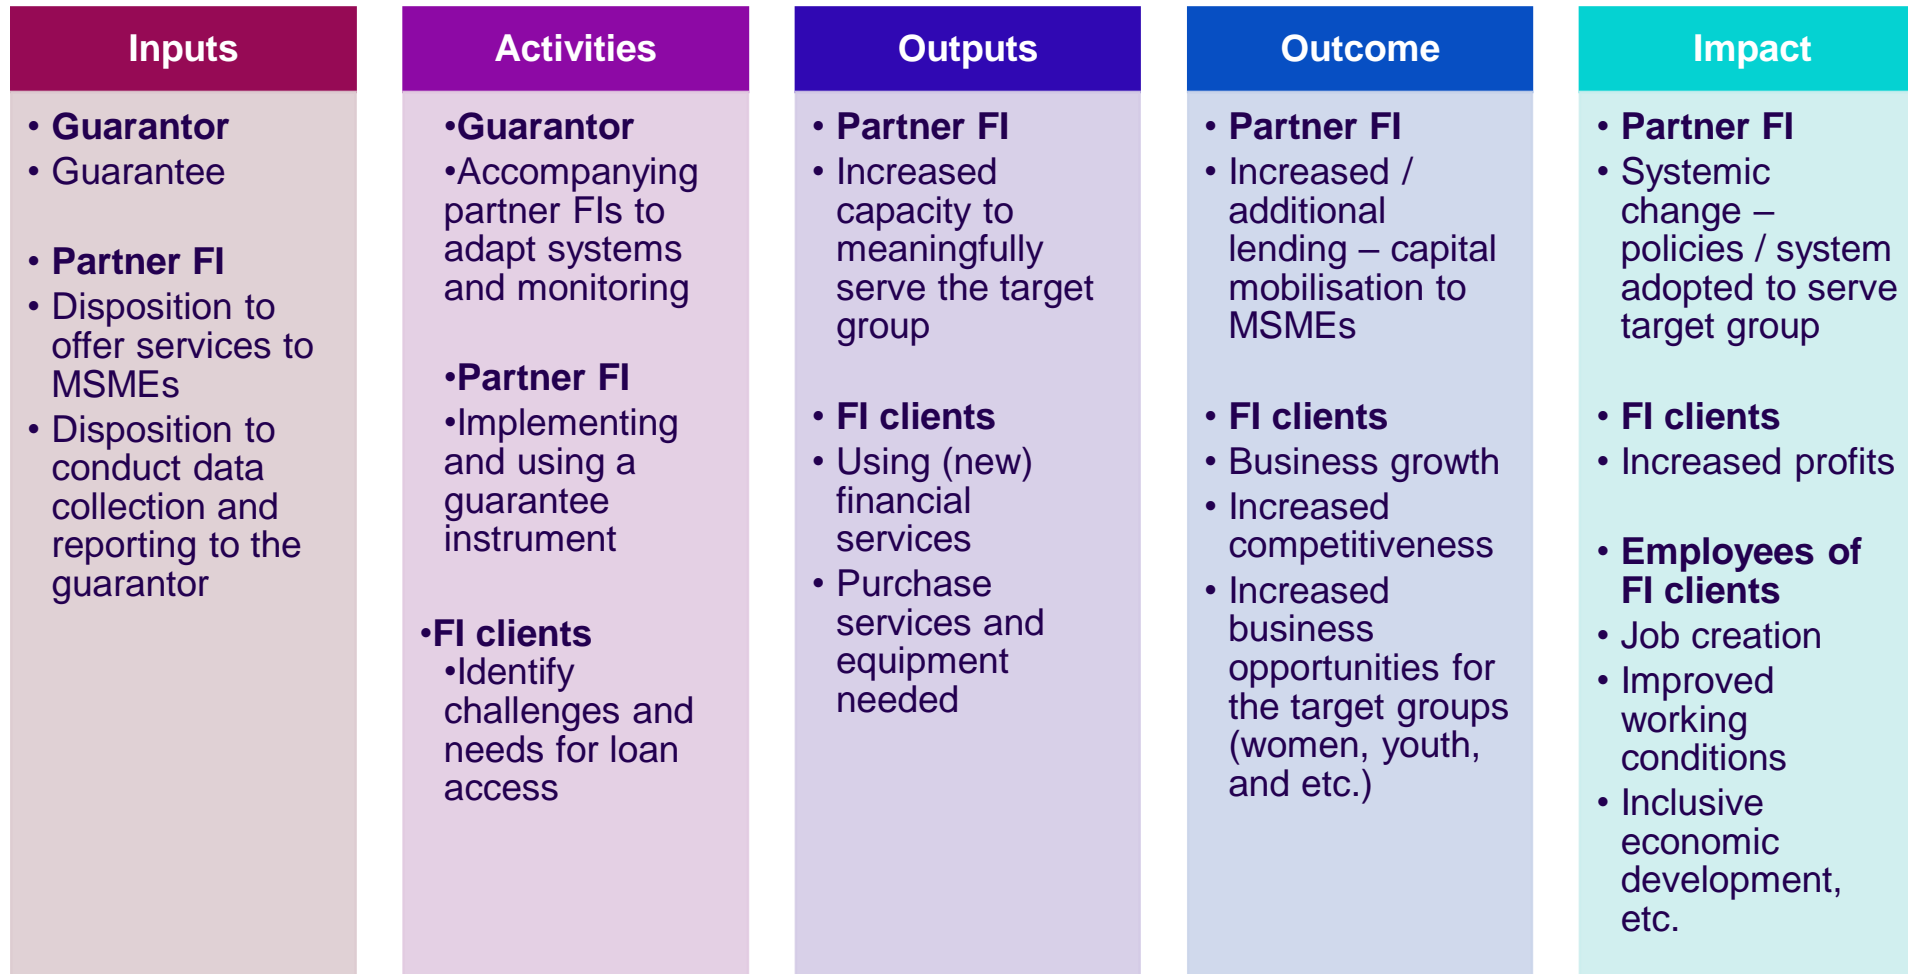 Inputs
• Guarantor
• Guarantee
• Partner FI
• Disposition to
offer services to
MSMEs
• Disposition to
conduct data
collection and
reporting to the
guarantor
Activities
•Guarantor
•Accompanying
partner FIs to
adapt systems
and monitoring
•Partner FI
•Implementing
and using a
guarantee
instrument
•FI clients
•Identify
challenges and
needs for loan
access
Outputs
• Partner FI
• Increased
capacity to
meaningfully
serve the target
group
• FI clients
• Using (new)
financial
services
• Purchase
services and
equipment
needed
Outcome
• Partner FI
• Increased /
additional
lending – capital
mobilisation to
MSMEs
• FI clients
• Business growth
• Increased
competitiveness
• Increased
business
opportunities for
the target groups
(women, youth,
and etc.)
Impact
• Partner FI
• Systemic
change –
policies / system
adopted to serve
target group
• FI clients
• Increased profits
• Employees of
FI clients
• Job creation
• Improved
working
conditions
• Inclusive
economic
development,
etc.